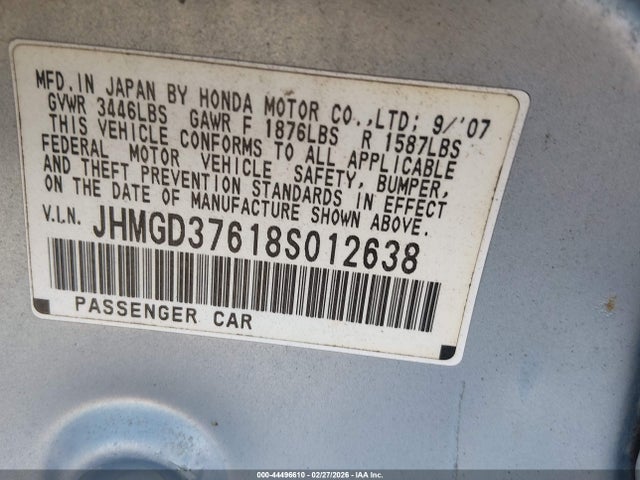 MFD.IN JAPAN BY HONDA MOTOR CO.,LTD; 9/'07
GVWR 3446LBS GAWR F 1876LBS R 1587LBS
THIS VEHICLE CONFORMS TO ALL APPLICABLE
FEDERAL MOTOR VEHICLE SAFETY, BUMPER,
AND THEFT PREVENTION STANDARDS IN EFFECT
ON THE DATE OF MANUFACTURE SHOWN ABOVE.
V.I.N. JHMGD37618S012638
PASSENGER CAR
000-44496610 - 02/27/2026 - IAA Inc.